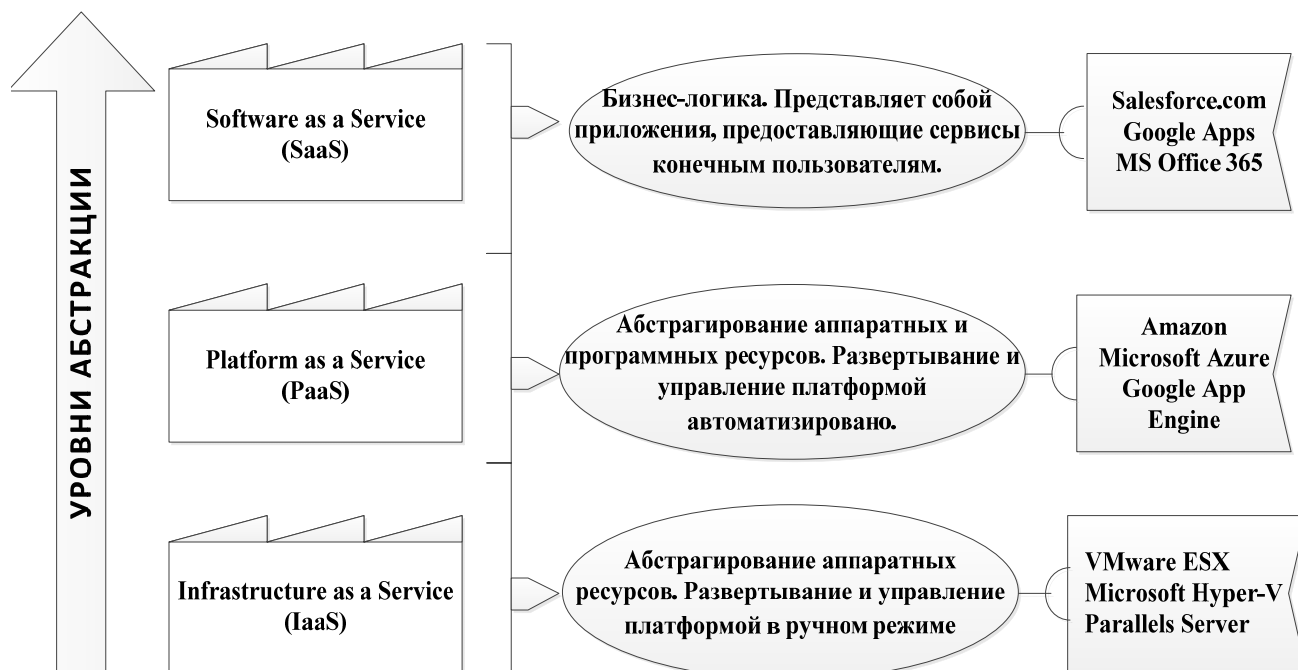 УРОВНИ АБСТРАКЦИИ
Software as a Service
(SaaS)
Бизнес-логика. Представляет собой
приложения, предоставляющие сервисы
конечным пользователям.
Salesforce.com
Google Apps
MS Office 365
Platform as a Service
(PaaS)
Абстрагирование аппаратных и
программных ресурсов. Развертывание и
управление платформой
автоматизировано.
Amazon
Microsoft Azure
Google App
Engine
Infrastructure as a Service
(IaaS)
Абстрагирование аппаратных
ресурсов. Развертывание и управление
платформой в ручном режиме
VMware ESX
Microsoft Hyper-V
Parallels Server